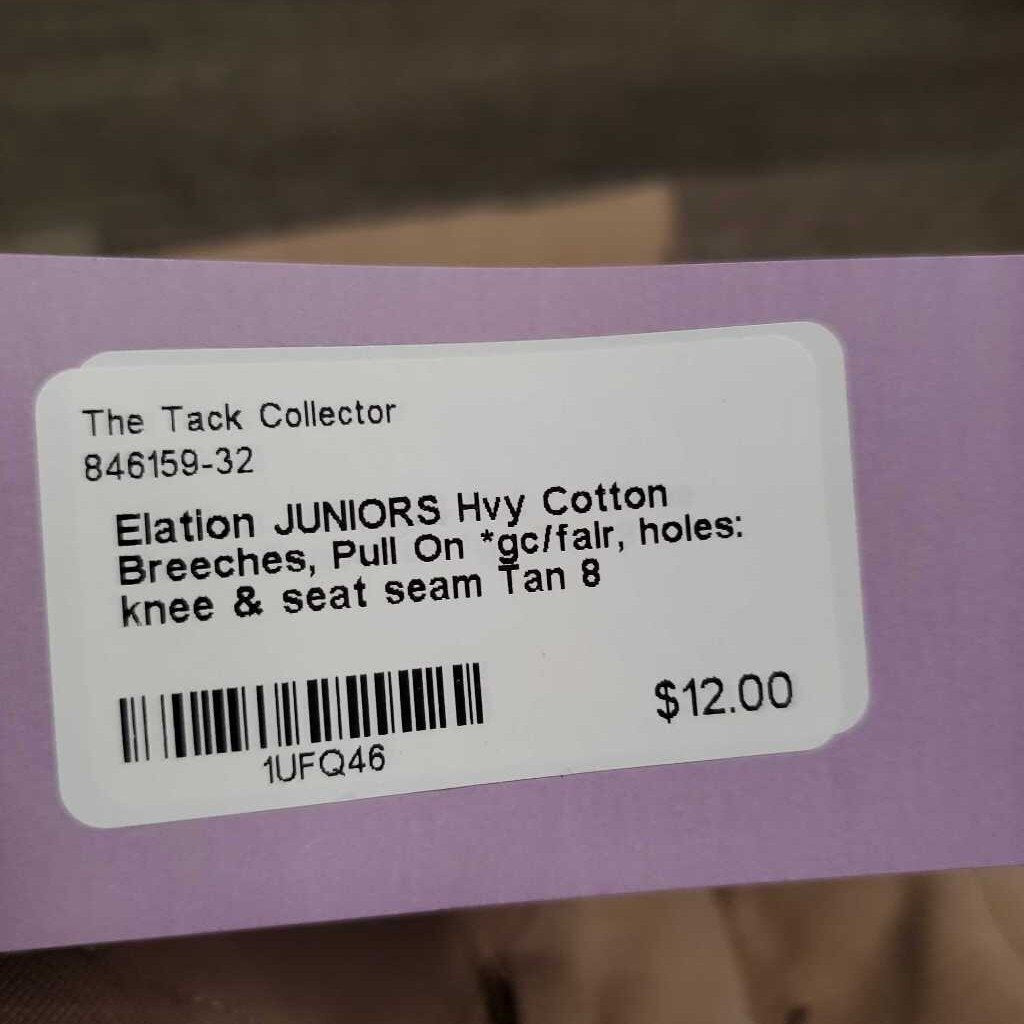 The Tack Collector
846159-32
Elation JUNIORS Hvy Cotton
Breeches, Pull On *gc/fair, holes:
knee & seat seam Tan 8
1UFQ46
$12.00